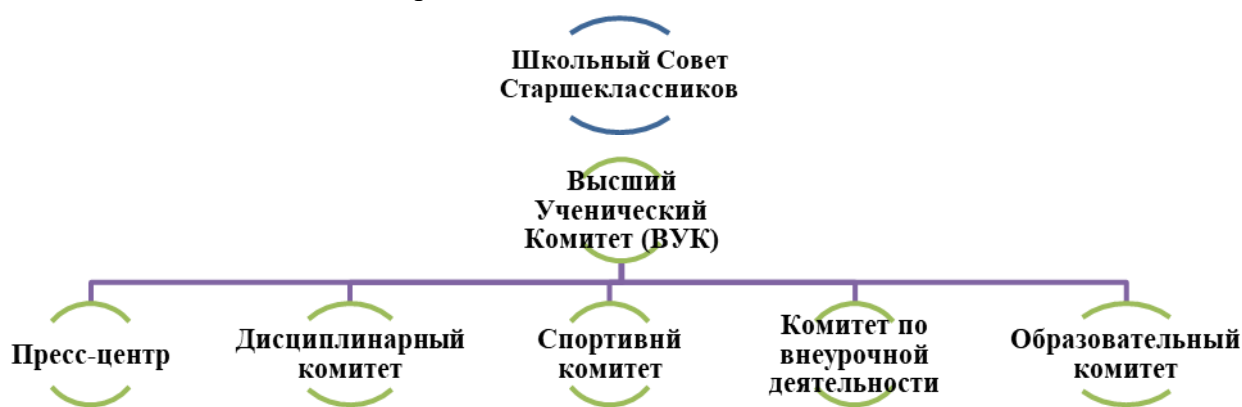 Школьный Совет
Старшеклассников
Высший
Ученический
Комитет (ВУК)
Пресс-центр
Дисциплинарный
комитет
Спортивнй
комитет
Комитет по
внеурочной
деятельности
Образовательный
комитет